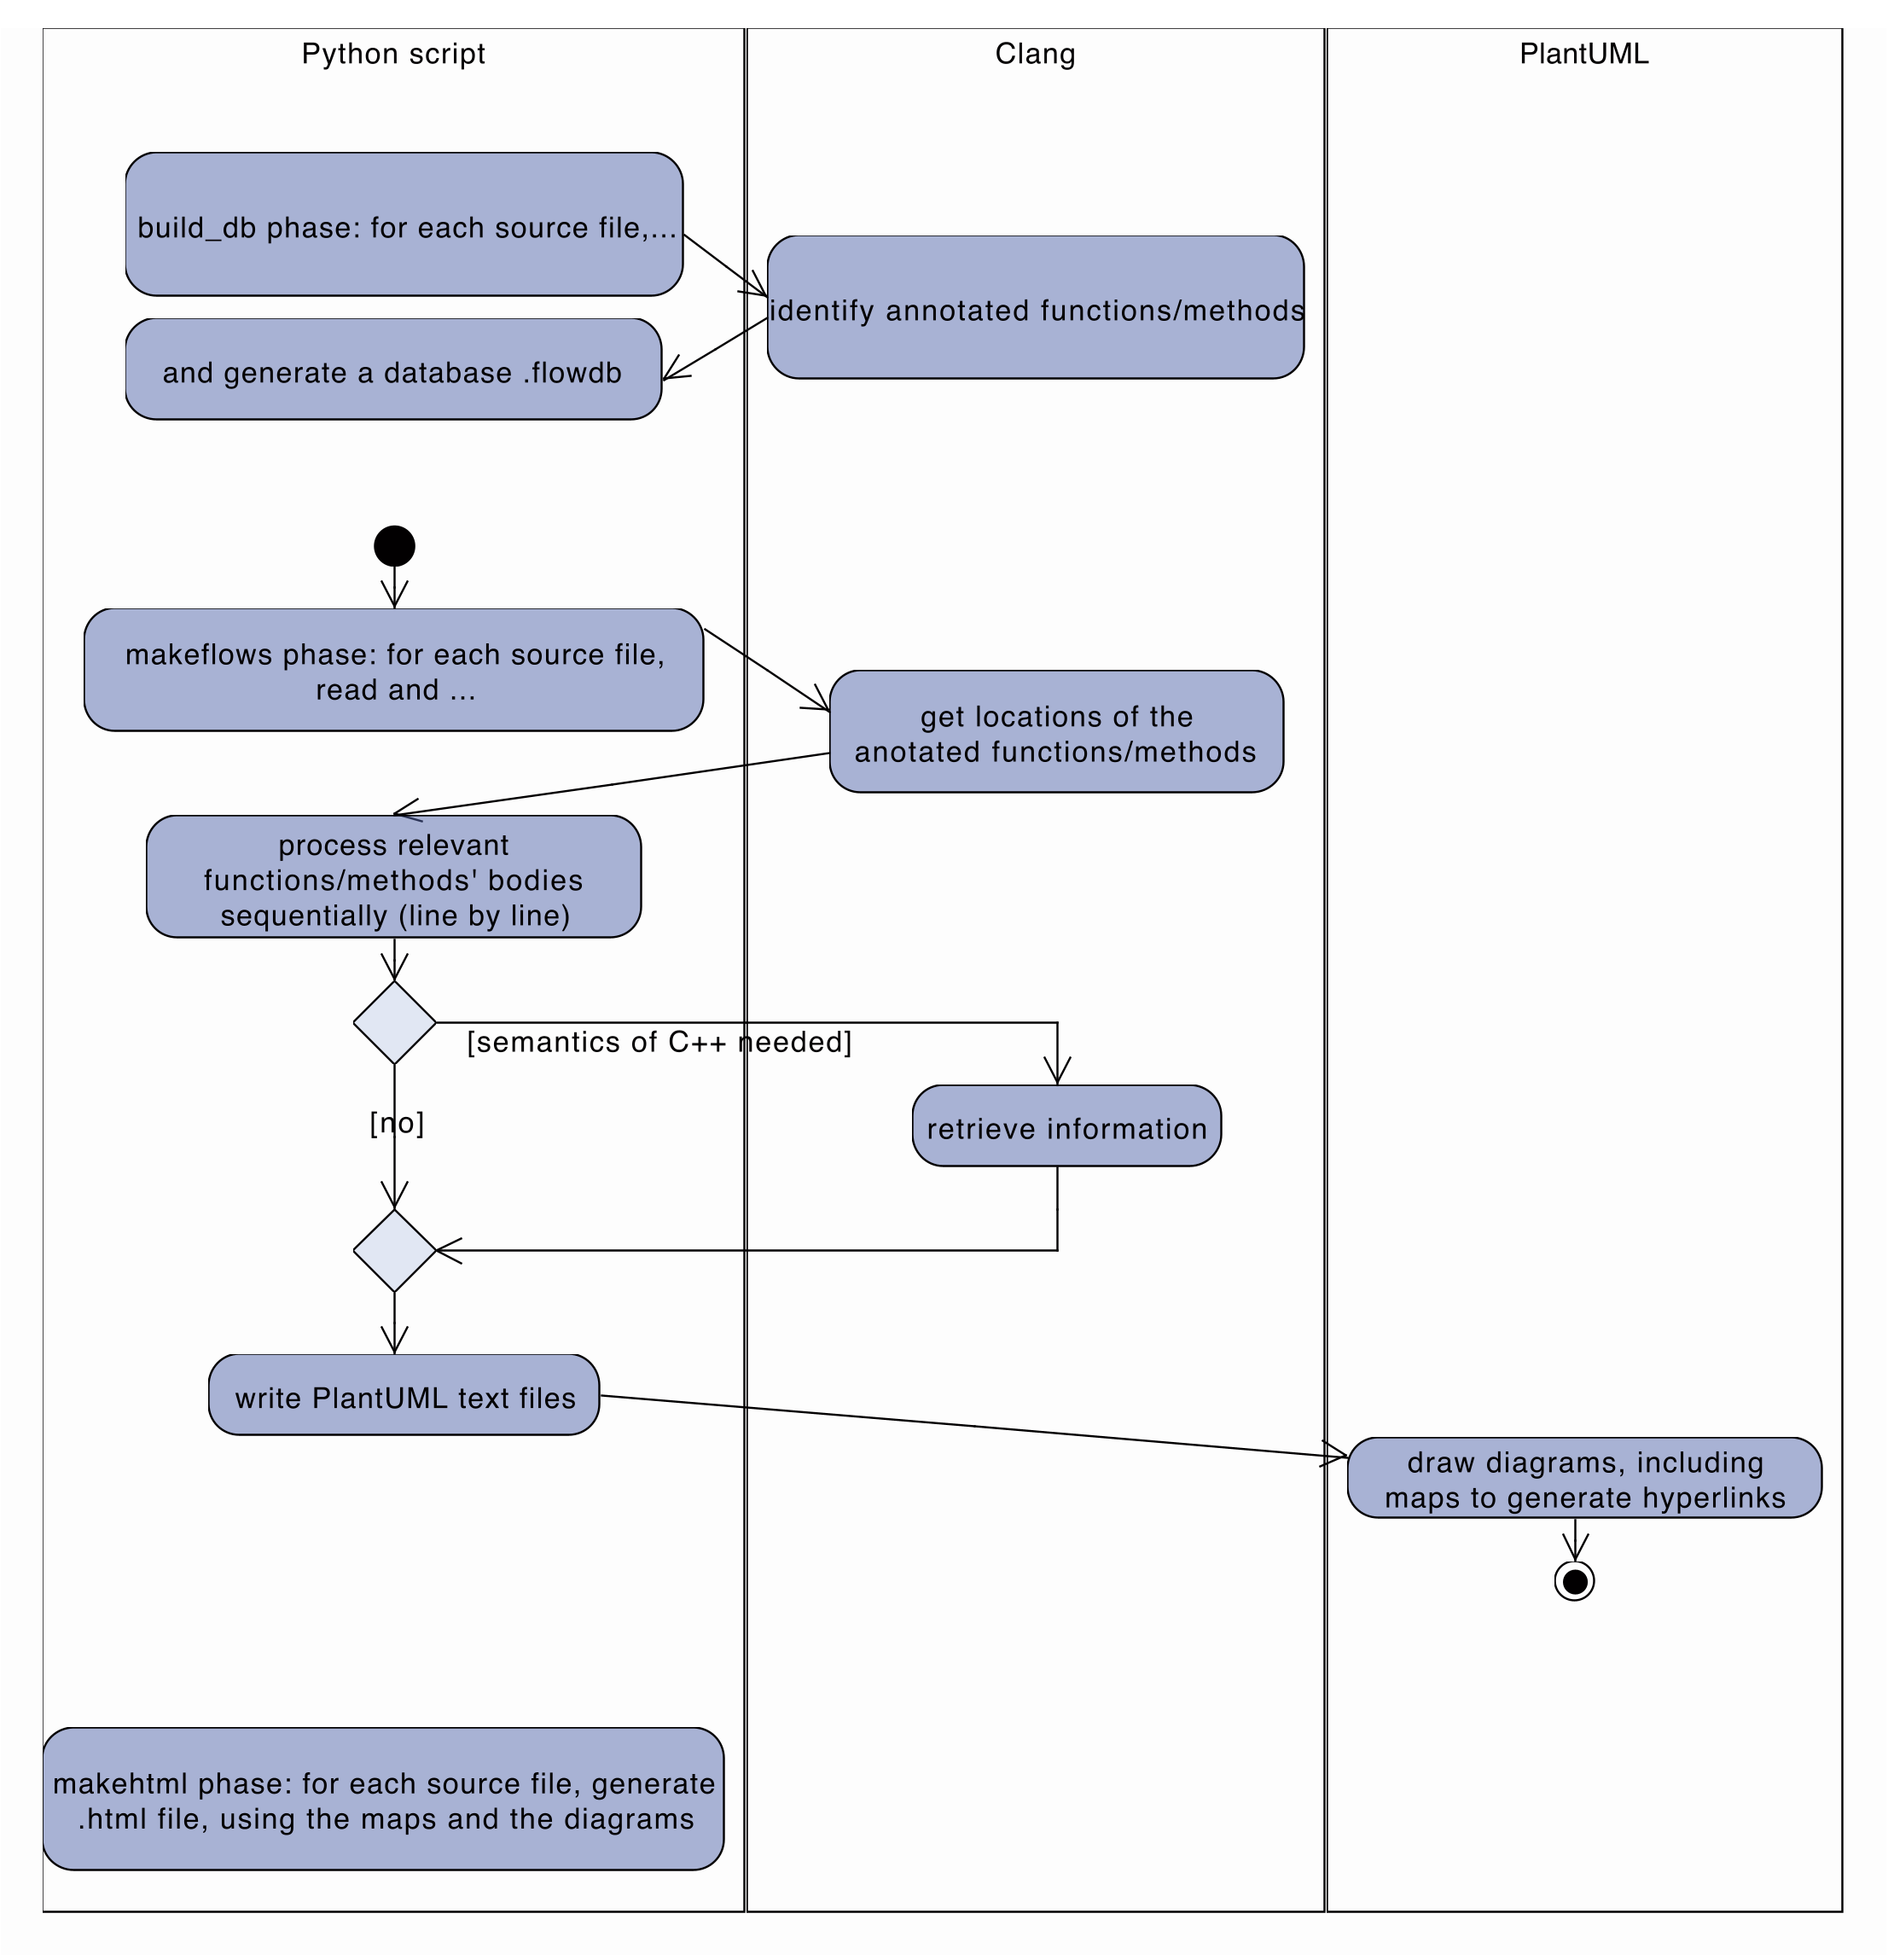 Python script
Clang
PlantUML
build_db phase: for each source file,...
identify annotated functions/methods
and generate a database .flowdb
makeflows phase: for each source file,
read and ...
get locations of the
anotated functions/methods
process relevant
functions/methods' bodies
sequentially (line by line)
[semantics of C++ needed]
[no]
retrieve information
write PlantUML text files
draw diagrams, including
maps to generate hyperlinks
makehtml phase: for each source file, generate
.html file, using the maps and the diagrams